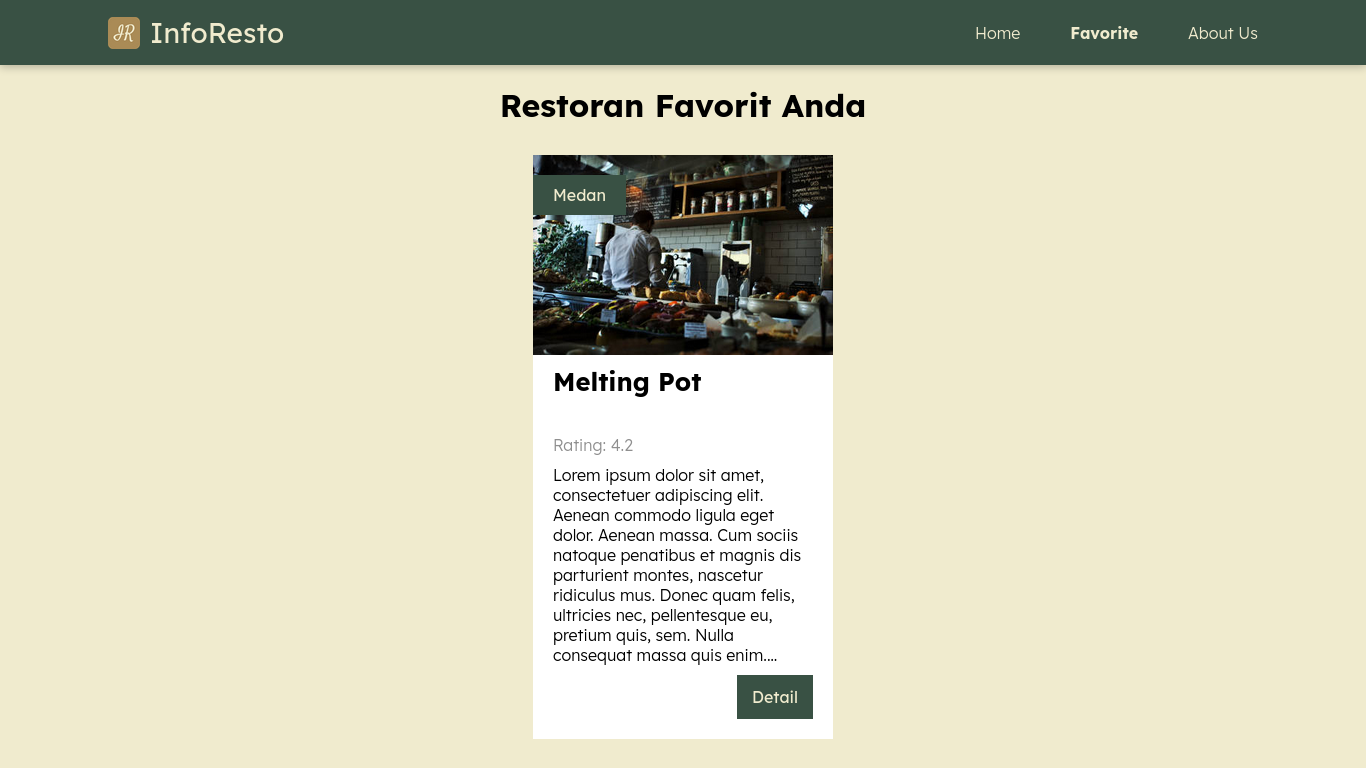 IR InfoResto
Home Favorite About Us
Restoran Favorit Anda
Medan
Melting Pot
Rating: 4.2
Lorem ipsum dolor sit amet,
consectetuer adipiscing elit.
Aenean commodo ligula eget
dolor. Aenean massa. Cum sociis
natoque penatibus et magnis dis
parturient montes, nascetur
ridiculus mus. Donec quam felis,
ultricies nec, pellentesque eu,
pretium quis, sem. Nulla
consequat massa quis enim....
Detail